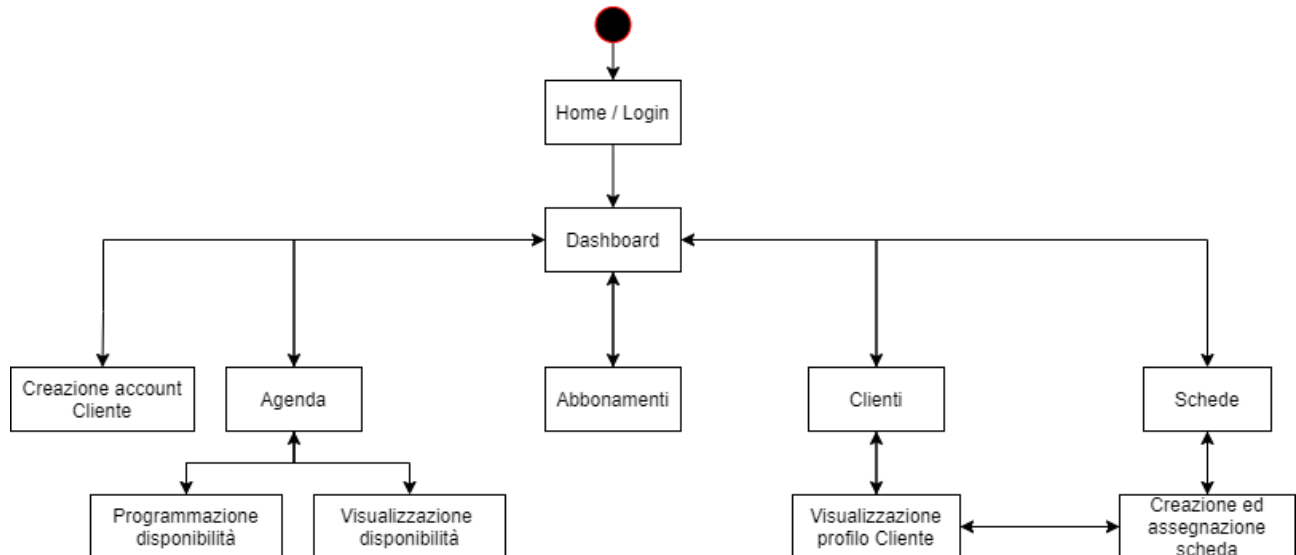 Home / Login
Dashboard
Creazione account
Cliente
Agenda
Abbonamenti
Clienti
Schede
Programmazione
disponibilità
Visualizzazione
disponibilità
Visualizzazione
profilo Cliente
Creazione ed
assegnazione
scheda